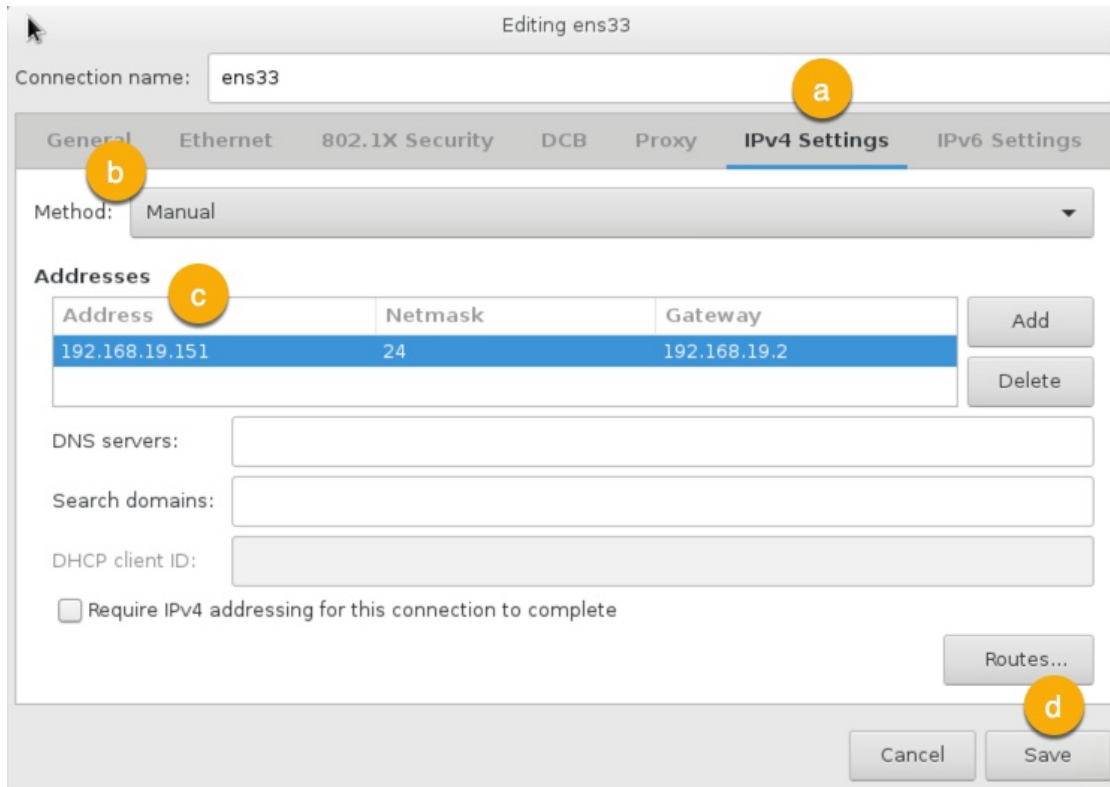 Editing ens33
Connection name: ens33
a
General Ethernet 802.1X Security DCB Proxy IPv4 Settings IPv6 Settings
b
Method: Manual
Addresses
c
Address Netmask Gateway
Add
192.168.19.151 24 192.168.19.2
Delete
DNS servers:
Search domains:
DHCP client ID:
Require IPv4 addressing for this connection to complete
Routes...
d
Cancel Save